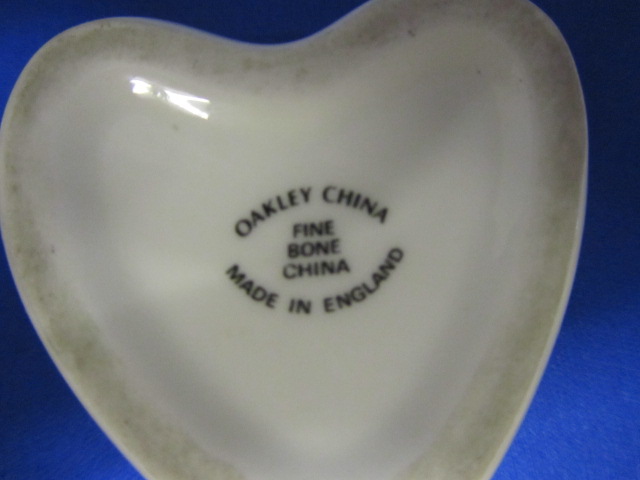 OAKLEY CHINA
FINE
BONE
CHINA
MADE IN ENGLAND